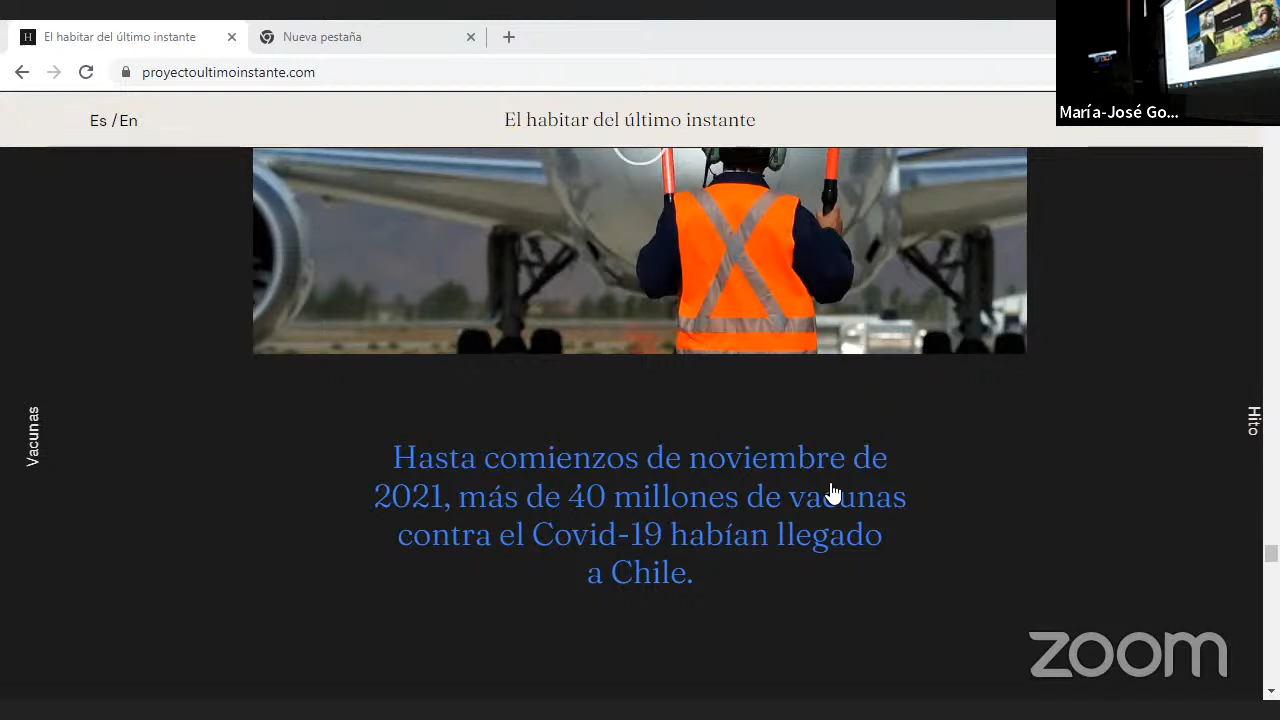 El habitar del último instante
Nueva pestaña
proyectoultimoinstante.com
María-José Go...
Es / En
El habitar del último instante
Vacunas
Hito
Hasta comienzos de noviembre de
2021, más de 40 millones de vacunas
contra el Covid-19 habían llegado
a Chile.
zoom